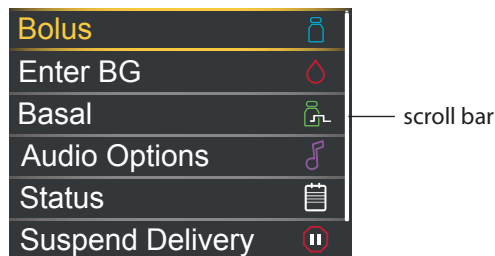 Bolus
Enter BG
Basal
scroll bar
Audio Options
Status
Suspend Delivery